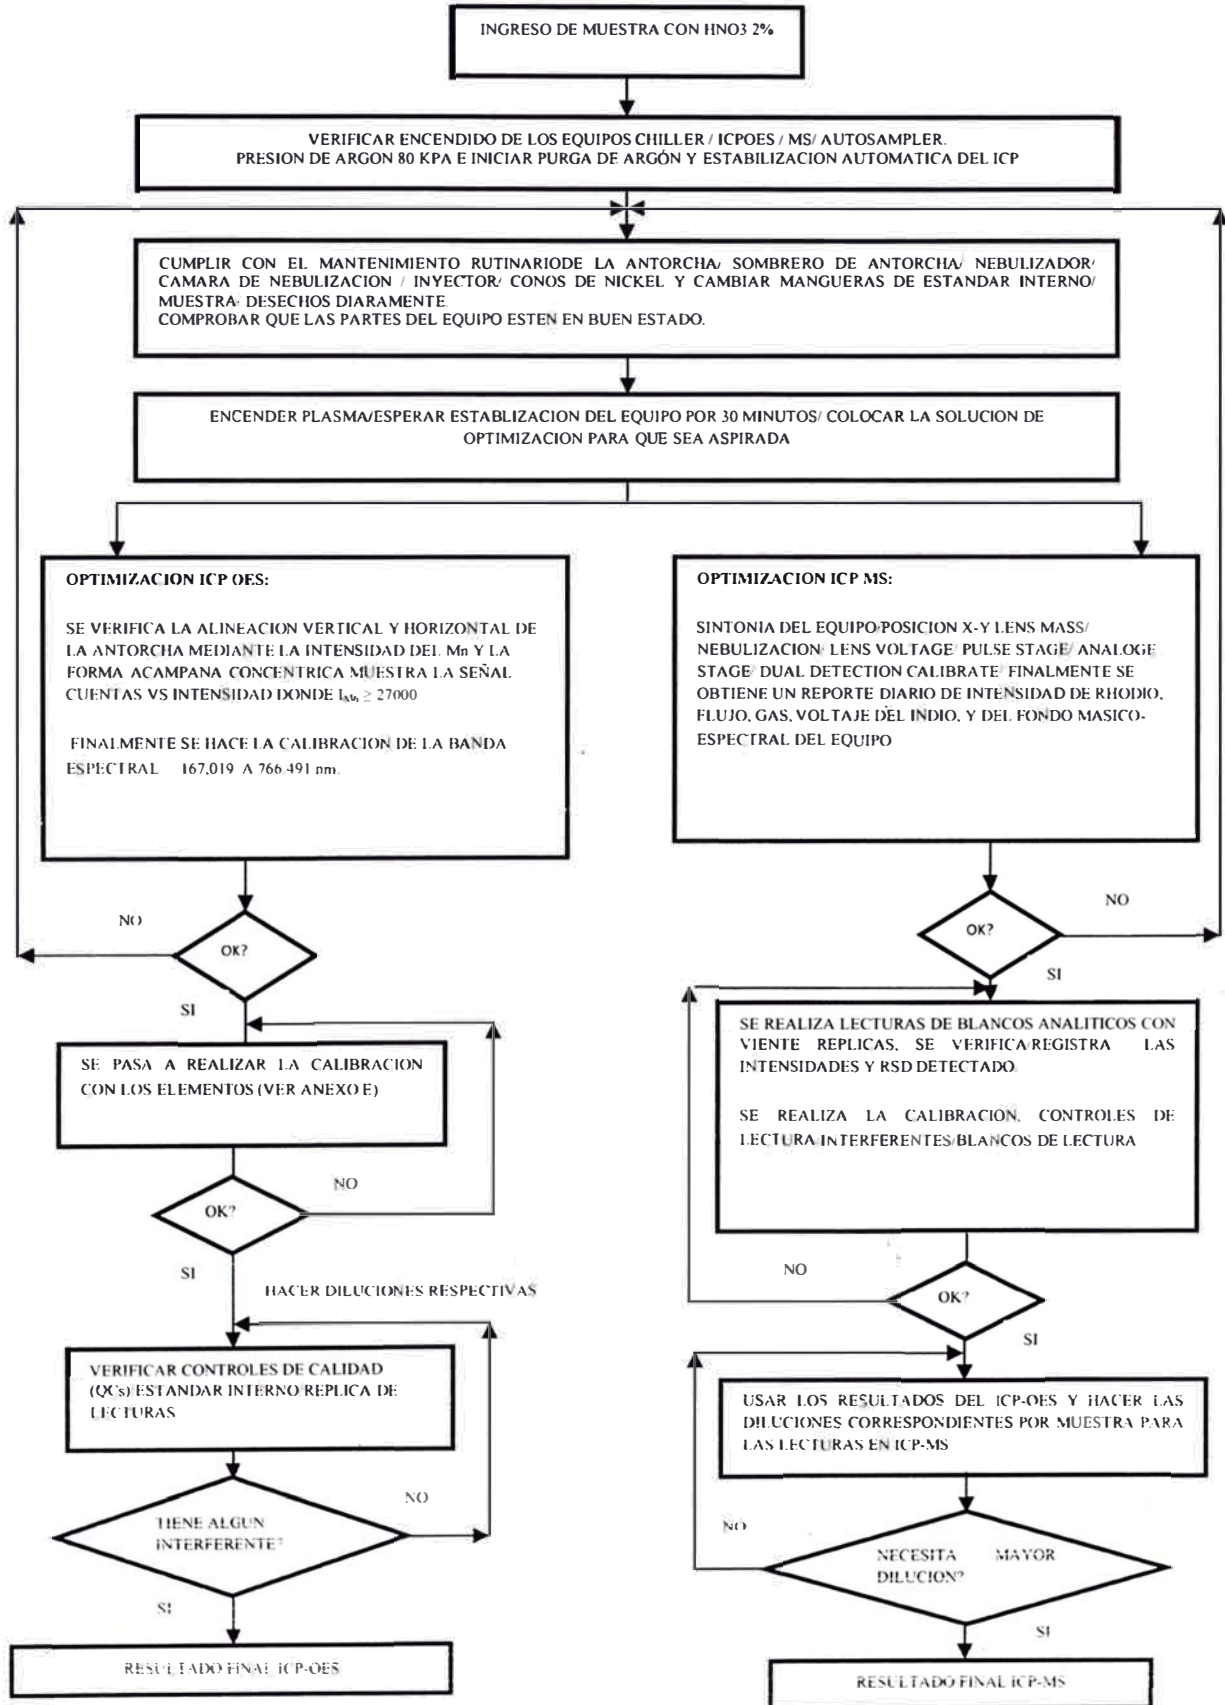 INGRESO DE MUESTRA CON HNO3 2%
VERIFICAR ENCENDIDO DE LOS EQUIPOS CHILLER / ICPOES / MS/ AUTOSAMPLER.
PRESION DE ARGON 80 KPA E INICIAR PURGA DE ARGÓN Y ESTABILIZACION AUTOMATICA DEL ICP
CUMPLIR CON EL MANTENIMIENTO RUTINARIODE LA ANTORCHA/ SOMBRERO DE ANTORCHA/ NEBULIZADOR/
CAMARA DE NEBULIZACION / INYECTOR/ CONOS DE NICKEL Y CAMBIAR MANGUERAS DE ESTANDAR INTERNO/
MUESTRA/ DESECHOS DIARAMENTE.
COMPROBAR QUE LAS PARTES DEL EQUIPO ESTEN EN BUEN ESTADO.
ENCENDER PLASMA/ESPERAR ESTABLIZACION DEL EQUIPO POR 30 MINUTOS/ COLOCAR LA SOLUCION DE
OPTIMIZACION PARA QUE SEA ASPIRADA
OPTIMIZACION ICP OES:
SE VERIFICA LA ALINEACION VERTICAL Y HORIZONTAL DE
LA ANTORCHA MEDIANTE LA INTENSIDAD DEL Mn Y LA
FORMA ACAMPANA CONCENTRICA MUESTRA LA SEÑAL
CUENTAS VS INTENSIDAD DONDE I_Mn ≥ 27000
FINALMENTE SE HACE LA CALIBRACION DE LA BANDA
ESPECTRAL 167,019 A 766.491 nm.
OK?
NO
SI
SE PASA A REALIZAR LA CALIBRACION
CON LOS ELEMENTOS (VER ANEXO E)
OK?
NO
SI
HACER DILUCIONES RESPECTIVAS
VERIFICAR CONTROLES DE CALIDAD
(QCs)/ESTANDAR INTERNO/REPLICA DE
LECTURAS
TIENE ALGUN
INTERFERENTE?
NO
SI
RESULTADO FINAL ICP-OES
OPTIMIZACION ICP MS:
SINTONIA DEL EQUIPO/POSICION X-Y LENS MASS/
NEBULIZACION/ LENS VOLTAGE/ PULSE STAGE/ ANALOGE
STAGE/ DUAL DETECTION CALIBRATE/ FINALMENTE SE
OBTIENE UN REPORTE DIARIO DE INTENSIDAD DE RHODIO,
FLUJO, GAS, VOLTAJE DEL INDIO, Y DEL FONDO MASICO-
ESPECTRAL DEL EQUIPO
OK?
NO
SI
SE REALIZA LECTURAS DE BLANCOS ANALITICOS CON
VIENTE REPLICAS, SE VERIFICA/REGISTRA LAS
INTENSIDADES Y RSD DETECTADO.
SE REALIZA LA CALIBRACION, CONTROLES DE
LECTURA/INTERFERENTES/BLANCOS DE LECTURA
OK?
NO
SI
USAR LOS RESULTADOS DEL ICP-OES Y HACER LAS
DILUCIONES CORRESPONDIENTES POR MUESTRA PARA
LAS LECTURAS EN ICP-MS
NECESITA MAYOR
DILUCION?
NO
SI
RESULTADO FINAL ICP-MS